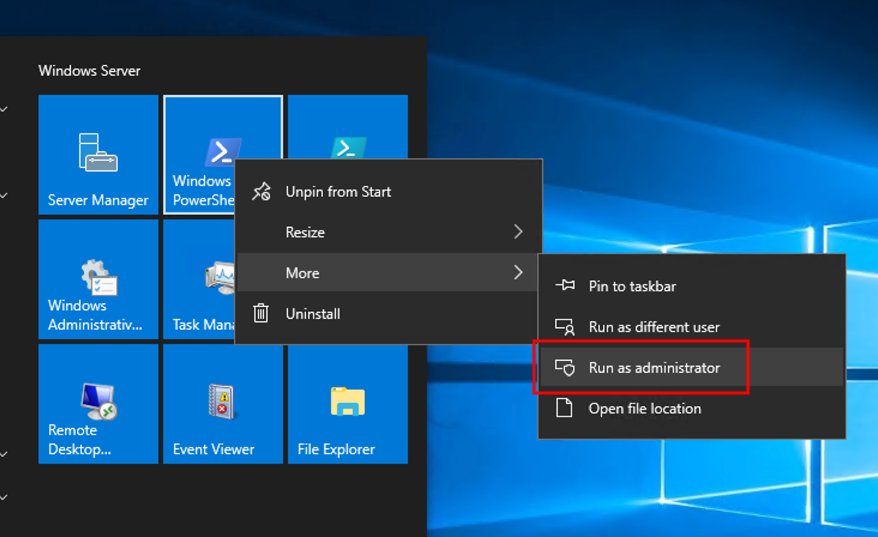 Windows Server
Server Manager
Windows
PowerShe
Windows
Administrativ...
Task Mana
Remote
Desktop...
Event Viewer
File Explorer
Unpin from Start
Resize
More
Uninstall
Pin to taskbar
Run as different user
Run as administrator
Open file location